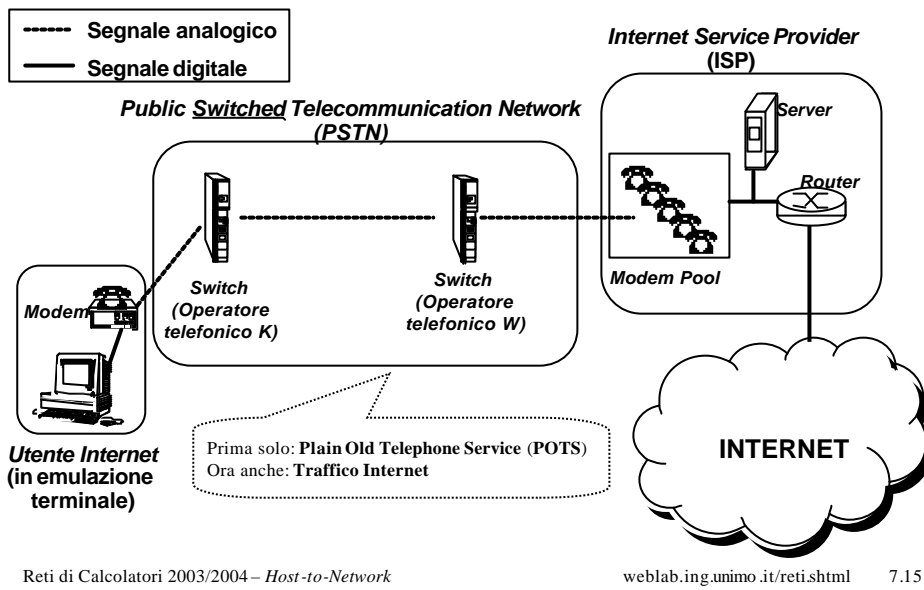 Segnale analogico
Segnale digitale
Internet Service Provider
(ISP)
Public Switched Telecommunication Network
(PSTN)
Server
Router
Modem Pool
Switch
(Operatore
telefonico K)
Switch
(Operatore
telefonico W)
Modem
Utente Internet
(in emulazione
terminale)
Prima solo: Plain Old Telephone Service (POTS)
Ora anche: Traffico Internet
INTERNET
Reti di Calcolatori 2003/2004 – Host-to-Network
weblab.ing.unimo.it/reti.shtml 7.15